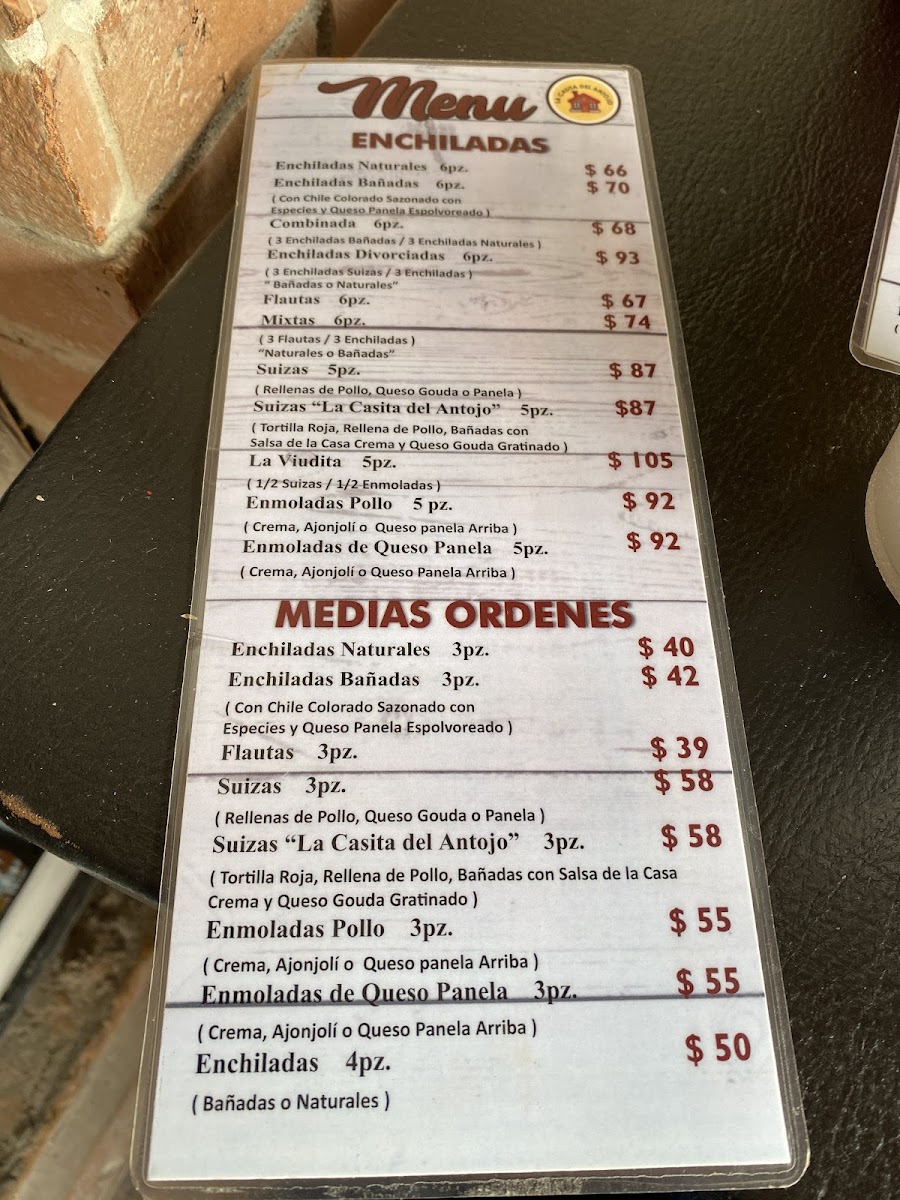 Menu
LA CASITA DEL ANTOJO
ENCHILADAS
Enchiladas Naturales 6pz. $ 66
Enchiladas Bañadas 6pz. $ 70
( Con Chile Colorado Sazonado con
Especies y Queso Panela Espolvoreado )
Combinada 6pz. $ 68
( 3 Enchiladas Bañadas / 3 Enchiladas Naturales )
Enchiladas Divorciadas 6pz. $ 93
( 3 Enchiladas Suizas / 3 Enchiladas )
" Bañadas o Naturales"
Flautas 6pz. $ 67
Mixtas 6pz. $ 74
( 3 Flautas / 3 Enchiladas )
"Naturales o Bañadas"
Suizas 5pz. $ 87
( Rellenas de Pollo, Queso Gouda o Panela )
Suizas “La Casita del Antojo” 5pz. $87
( Tortilla Roja, Rellena de Pollo, Bañadas con
Salsa de la Casa Crema y Queso Gouda Gratinado )
La Viudita 5pz. $ 105
( 1/2 Suizas / 1/2 Enmoladas )
Enmoladas Pollo 5 pz. $ 92
( Crema, Ajonjolí o Queso panela Arriba )
Enmoladas de Queso Panela 5pz. $ 92
( Crema, Ajonjolí o Queso Panela Arriba )
MEDIAS ORDENES
Enchiladas Naturales 3pz. $ 40
Enchiladas Bañadas 3pz. $ 42
( Con Chile Colorado Sazonado con
Especies y Queso Panela Espolvoreado )
Flautas 3pz. $ 39
Suizas 3pz. $ 58
( Rellenas de Pollo, Queso Gouda o Panela )
Suizas “La Casita del Antojo” 3pz. $ 58
( Tortilla Roja, Rellena de Pollo, Bañadas con Salsa de la Casa
Crema y Queso Gouda Gratinado )
Enmoladas Pollo 3pz. $ 55
( Crema, Ajonjolí o Queso panela Arriba )
Enmoladas de Queso Panela 3pz. $ 55
( Crema, Ajonjolí o Queso Panela Arriba )
Enchiladas 4pz. $ 50
( Bañadas o Naturales )